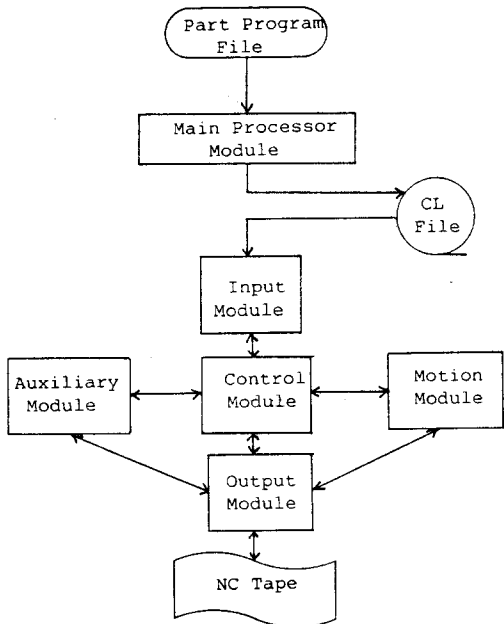 Part Program
File
Main Processor
Module
CL
File
Input
Module
Auxiliary
Module
Control
Module
Motion
Module
Output
Module
NC Tape